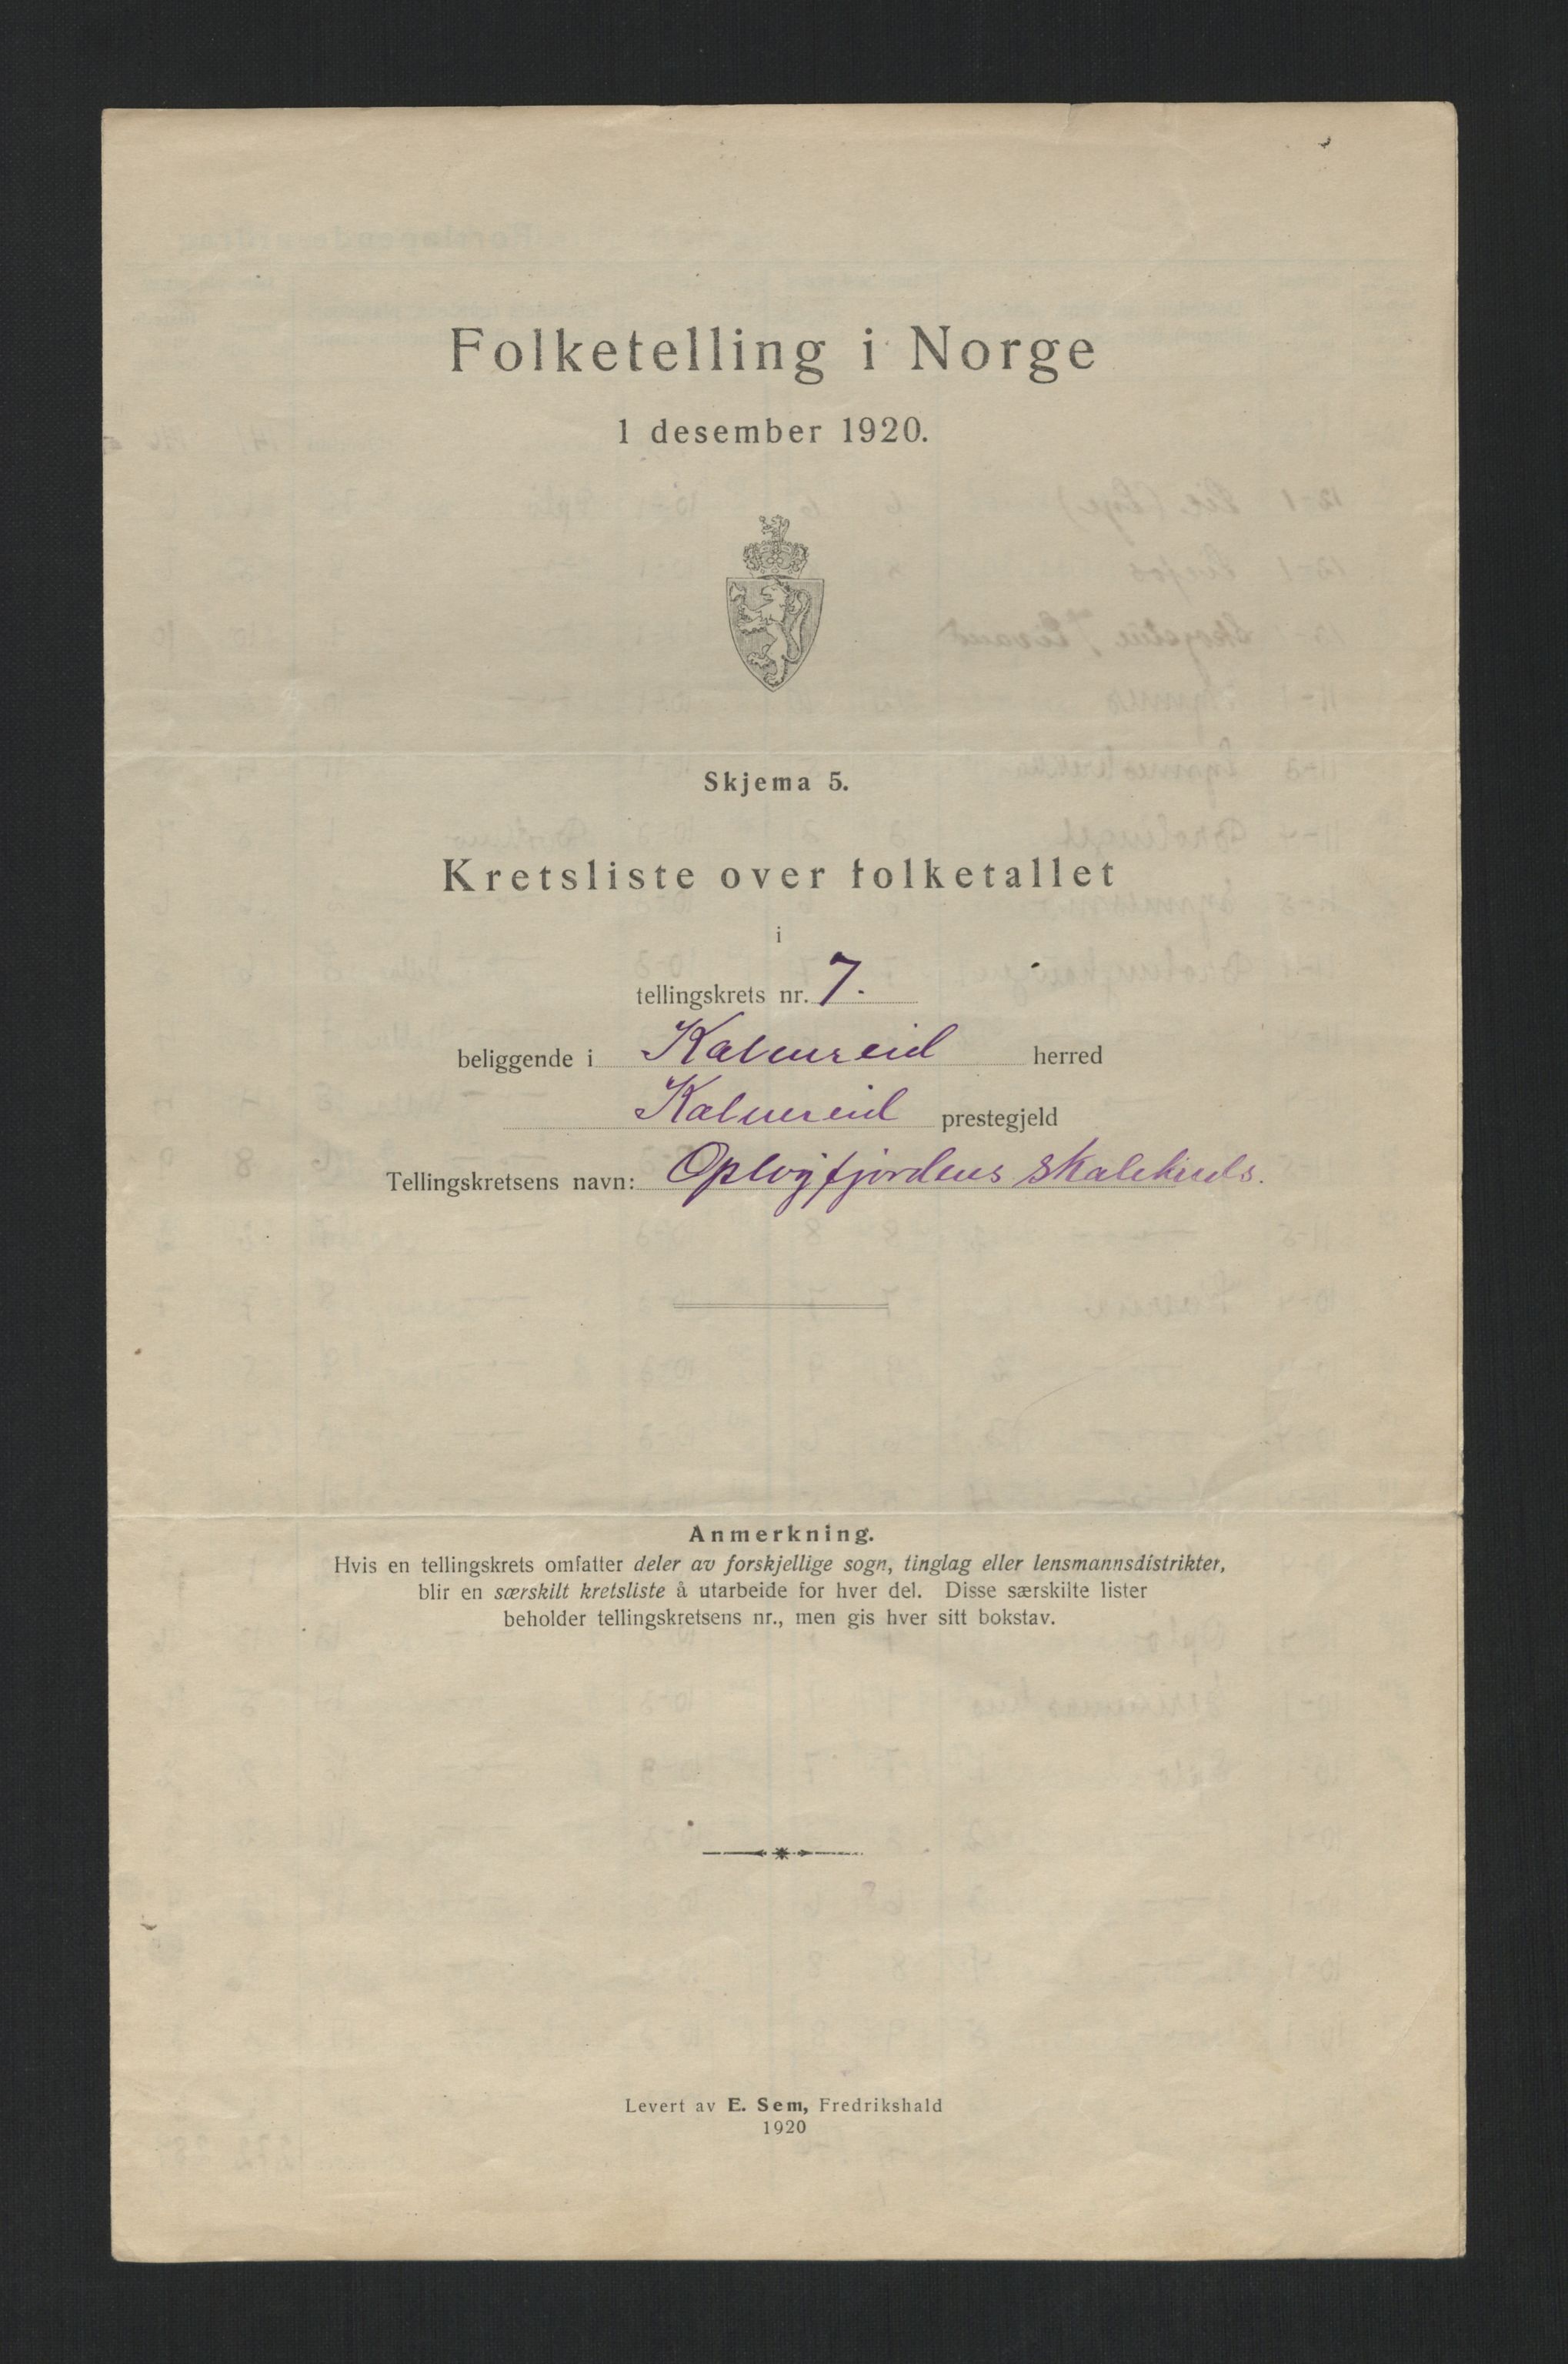 Folketelling i Norge
1 desember 1920.
Skjema 5.
Kretsliste over folketallet
i
tellingskrets nr. 7.
beliggende i Kolvereid herred
Kolvereid prestegjeld
Tellingskretsens navn: Opløyfjordens
Anmerkning.
Hvis en tellingskrets omfatter deler av forskjellige sogn, tinglag eller lensmannsdistrikter,
blir en særskilt kretsliste å utarbeide for hver del. Disse særskilte lister
beholder tellingskretsens nr., men gis hver sitt bokstav.
Levert av E. Sem, Fredrikshald
1920